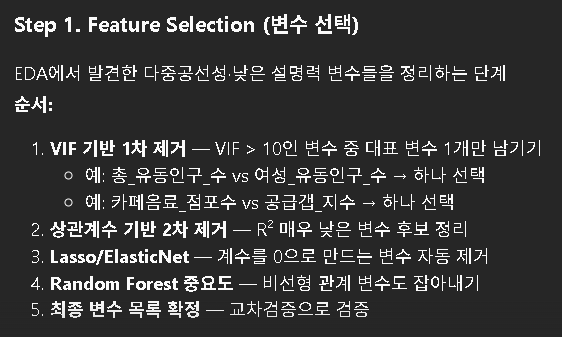 Step 1. Feature Selection (변수 선택)
EDA에서 발견한 다중공선성·낮은 설명력 변수들을 정리하는 단계
순서:
1. VIF 기반 1차 제거 — VIF > 10인 변수 중 대표 변수 1개만 남기기
○ 예: 총_유동인구_수 vs 여성_유동인구_수 → 하나 선택
○ 예: 카페음료_점포수 vs 공급갭_지수 → 하나 선택
2. 상관계수 기반 2차 제거 — R² 매우 낮은 변수 후보 정리
3. Lasso/ElasticNet — 계수를 0으로 만드는 변수 자동 제거
4. Random Forest 중요도 — 비선형 관계 변수도 잡아내기
5. 최종 변수 목록 확정 — 교차검증으로 검증